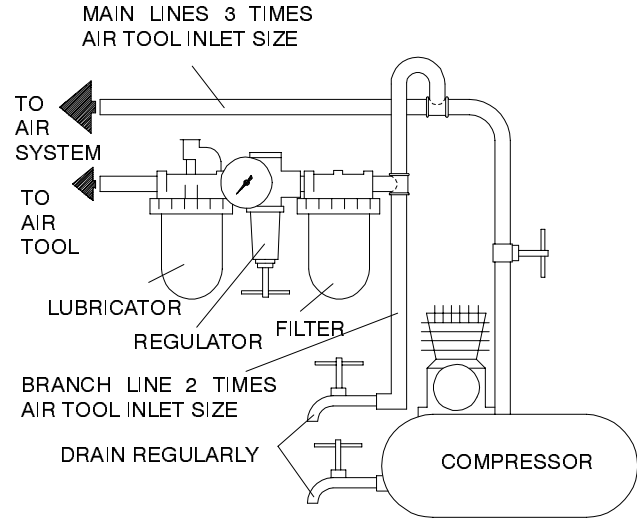 MAIN LINES 3 TIMES
AIR TOOL INLET SIZE
TO
AIR
SYSTEM
TO
AIR
TOOL
LUBRICATOR
REGULATOR
FILTER
BRANCH LINE 2 TIMES
AIR TOOL INLET SIZE
DRAIN REGULARLY
COMPRESSOR